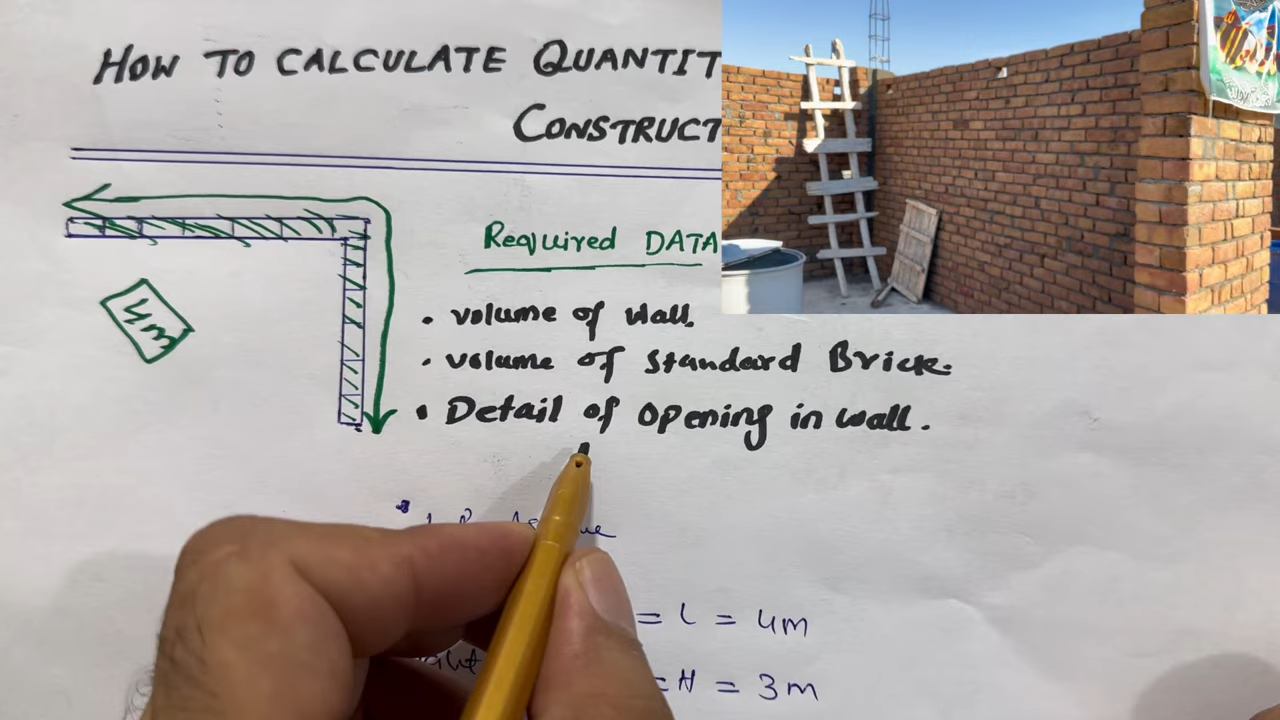 HOW TO CALCULATE QUANTIT
CONSTRUCT
4m
Required DATA
• volume of wall.
• volume of Standard Brick.
• Detail of opening in wall.
= L = 4m
= H = 3m